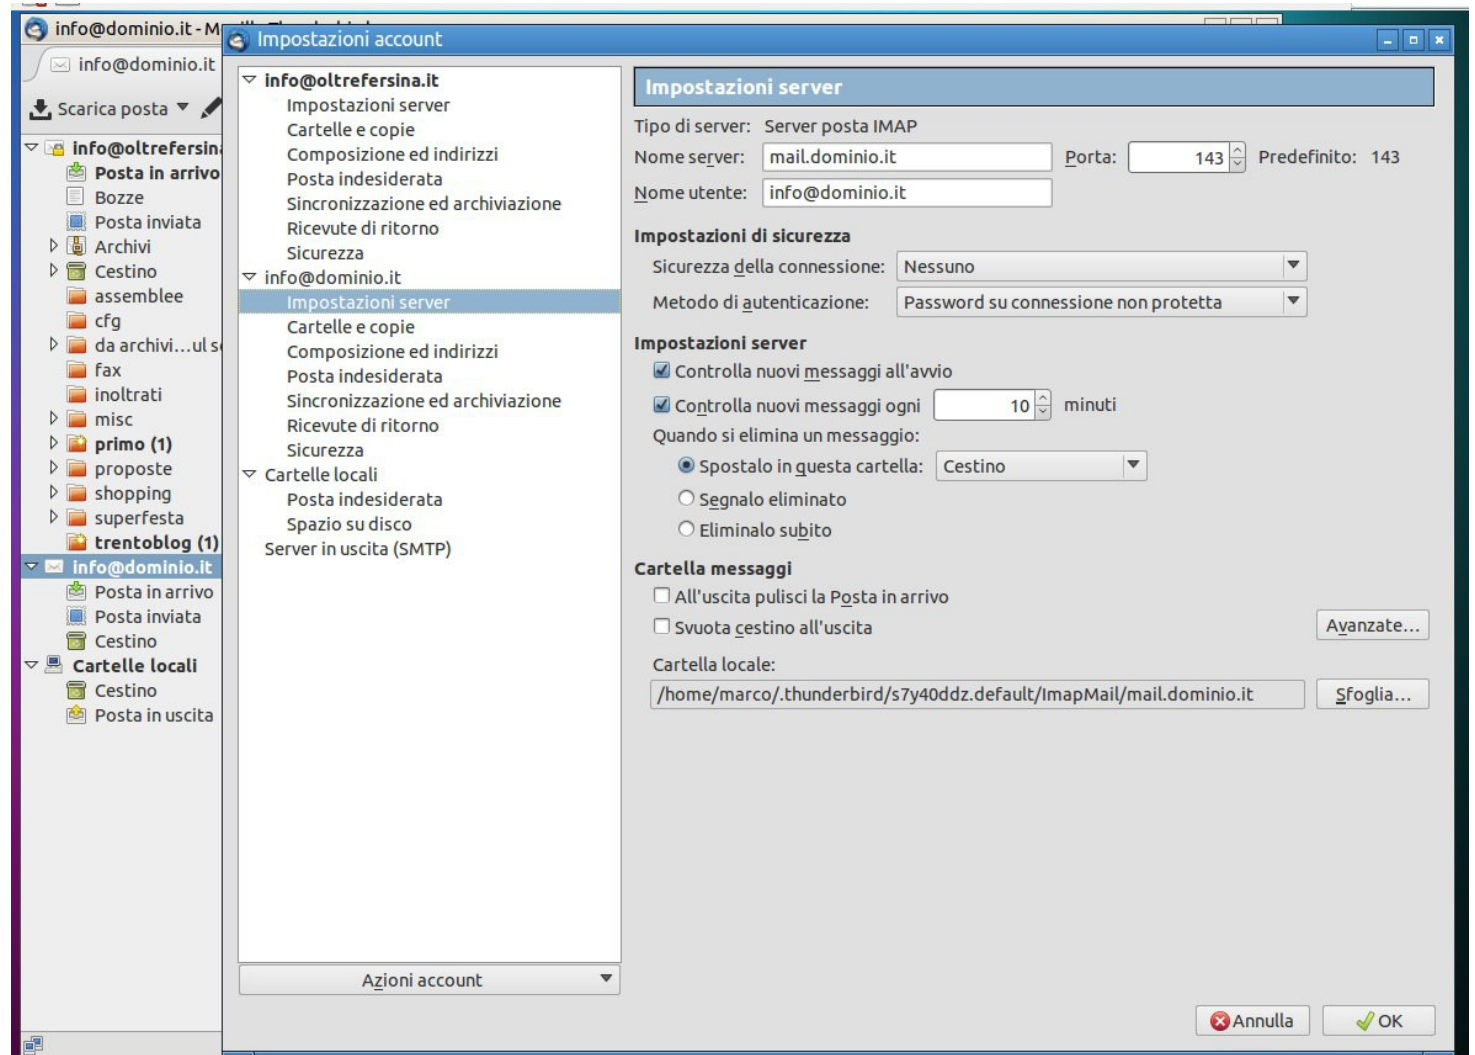 info@dominio.it - M
Impostazioni account
info@dominio.it
Scarica posta
info@oltrefersin
Posta in arrivo
Bozze
Posta inviata
Archivi
Cestino
assemblee
cfg
da archivi...ul s
fax
inoltrati
misc
primo (1)
proposte
shopping
superfesta
trentoblog (1)
info@dominio.it
Posta in arrivo
Posta inviata
Cestino
Cartelle locali
Cestino
Posta in uscita
info@oltrefersina.it
Impostazioni server
Cartelle e copie
Composizione ed indirizzi
Posta indesiderata
Sincronizzazione ed archiviazione
Ricevute di ritorno
Sicurezza
info@dominio.it
Impostazioni server
Cartelle e copie
Composizione ed indirizzi
Posta indesiderata
Sincronizzazione ed archiviazione
Ricevute di ritorno
Sicurezza
Cartelle locali
Posta indesiderata
Spazio su disco
Server in uscita (SMTP)
Azioni account
Impostazioni server
Tipo di server: Server posta IMAP
Nome server: mail.dominio.it Porta: 143 Predefinito: 143
Nome utente: info@dominio.it
Impostazioni di sicurezza
Sicurezza della connessione: Nessuno
Metodo di autenticazione: Password su connessione non protetta
Impostazioni server
Controlla nuovi messaggi all'avvio
Controlla nuovi messaggi ogni 10 minuti
Quando si elimina un messaggio:
Spostalo in questa cartella: Cestino
Segnalo eliminato
Eliminalo subito
Cartella messaggi
All'uscita pulisci la Posta in arrivo
Svuota cestino all'uscita
Avanzate...
Cartella locale:
/home/marco/.thunderbird/s7y40ddz.default/ImapMail/mail.dominio.it Sfoglia...
Annulla OK